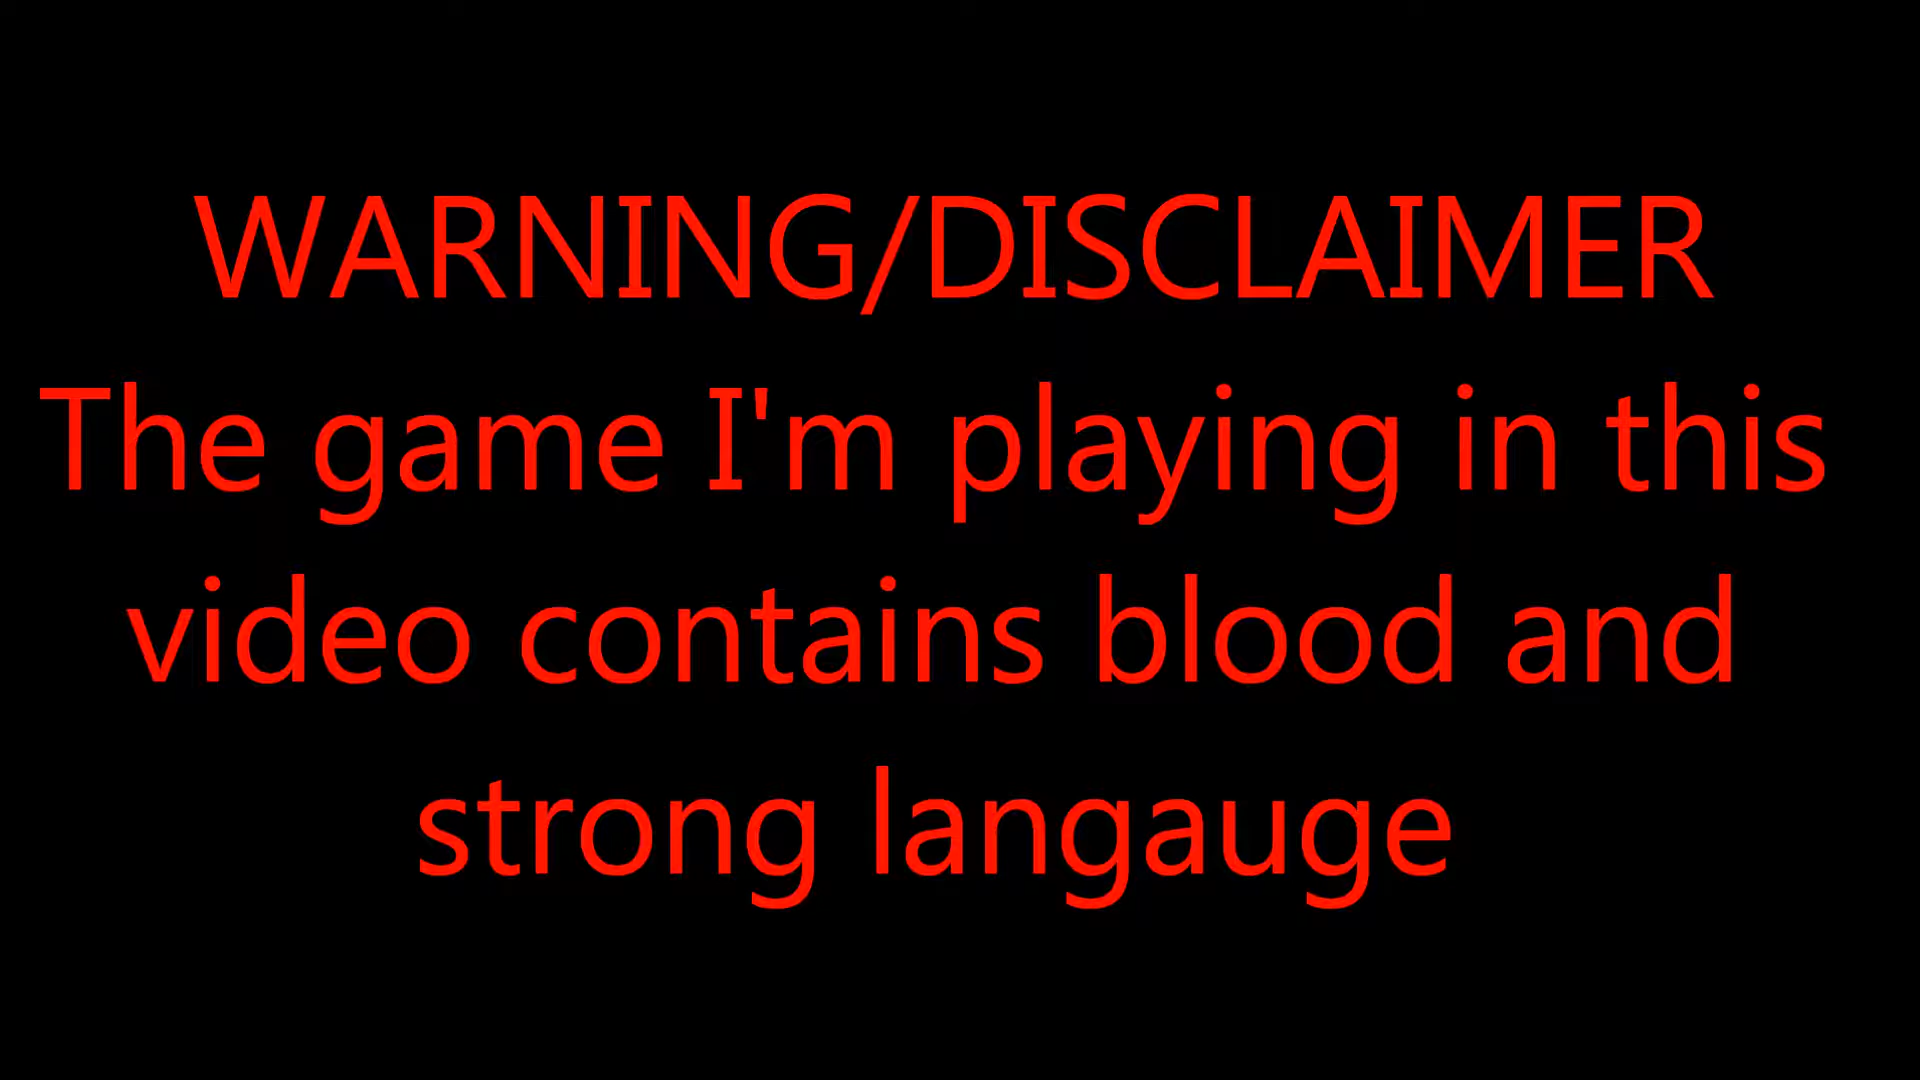 WARNING/DISCLAIMER
The game I'm playing in this
video contains blood and
strong langauge